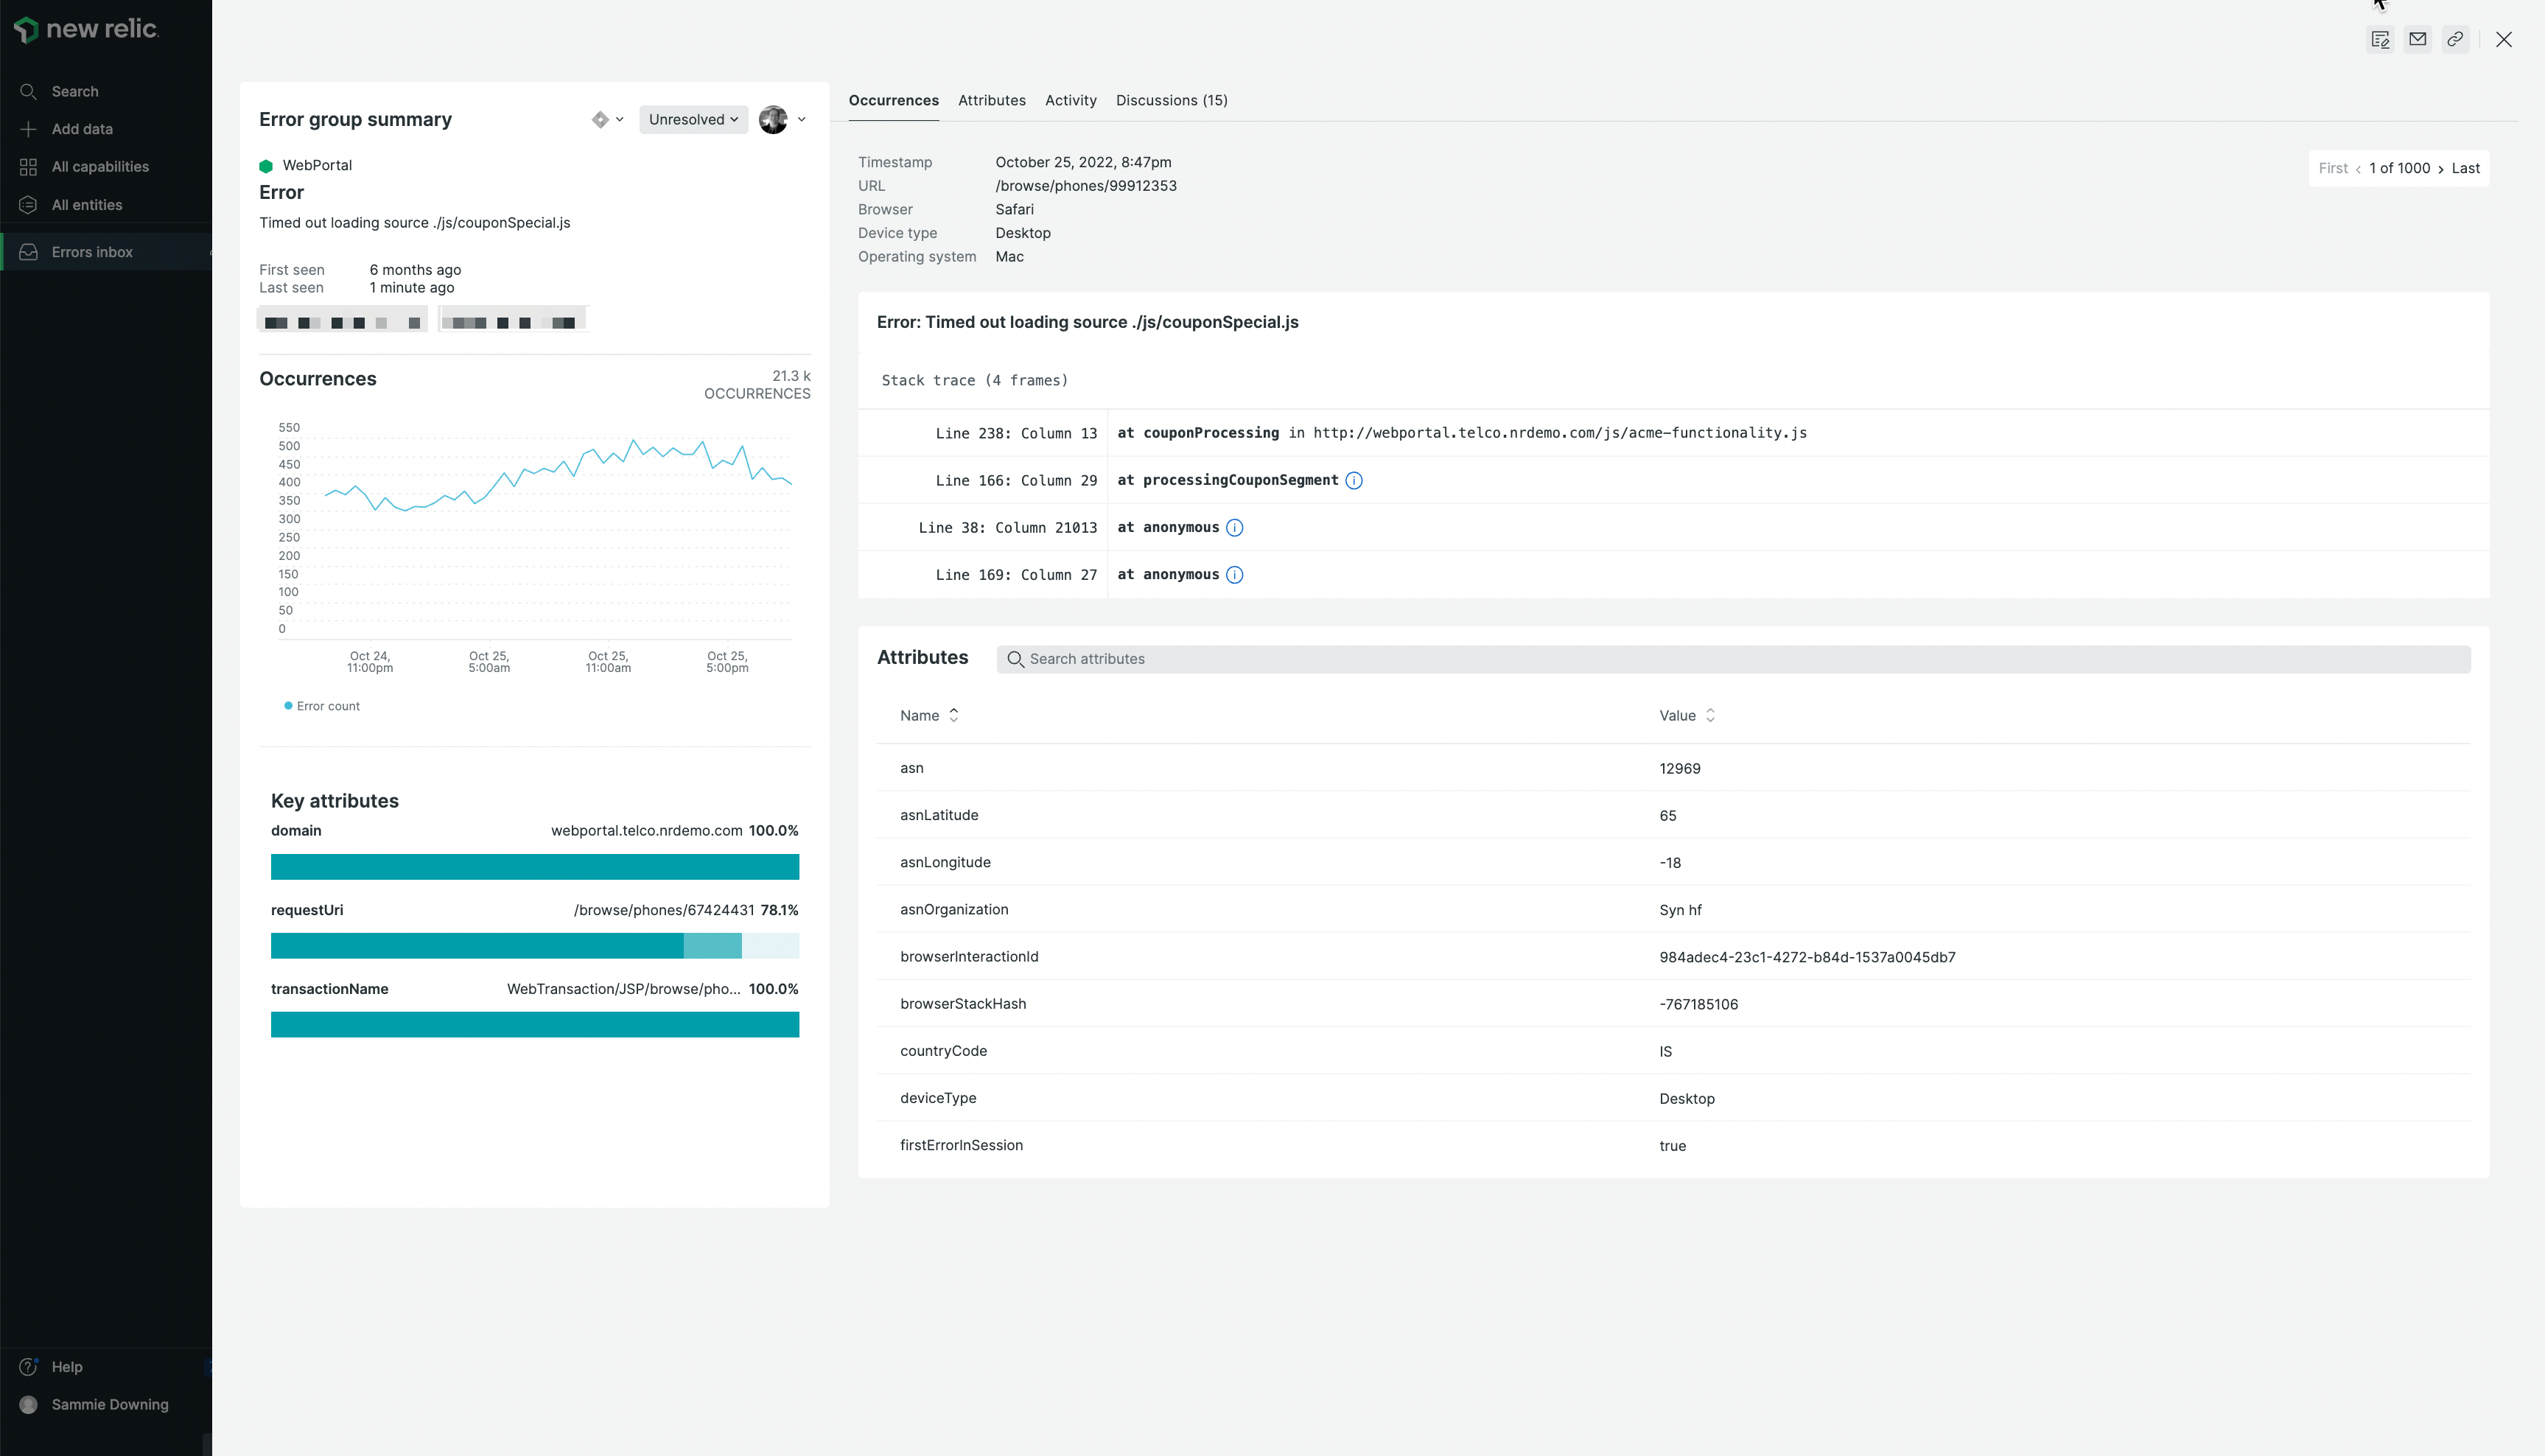 new relic.
Search
Add data
All capabilities
All entities
Errors inbox
Help
Sammie Downing
Error group summary
Unresolved
WebPortal
Error
Timed out loading source ./js/couponSpecial.js
First seen 6 months ago
Last seen 1 minute ago
Occurrences
21.3 k
OCCURRENCES
550
500
450
400
350
300
250
200
150
100
50
0
Oct 24, 11:00pm
Oct 25, 5:00am
Oct 25, 11:00am
Oct 25, 5:00pm
Error count
Key attributes
domain webportal.telco.nrdemo.com 100.0%
requestUri /browse/phones/67424431 78.1%
transactionName WebTransaction/JSP/browse/pho... 100.0%
Occurrences Attributes Activity Discussions (15)
Timestamp October 25, 2022, 8:47pm
URL /browse/phones/99912353
Browser Safari
Device type Desktop
Operating system Mac
First < 1 of 1000 > Last
Error: Timed out loading source ./js/couponSpecial.js
Stack trace (4 frames)
Line 238: Column 13 at couponProcessing in http://webportal.telco.nrdemo.com/js/acme-functionality.js
Line 166: Column 29 at processingCouponSegment
Line 38: Column 21013 at anonymous
Line 169: Column 27 at anonymous
Attributes
Search attributes
Name Value
asn 12969
asnLatitude 65
asnLongitude -18
asnOrganization Syn hf
browserInteractionId 984adec4-23c1-4272-b84d-1537a0045db7
browserStackHash -767185106
countryCode IS
deviceType Desktop
firstErrorInSession true